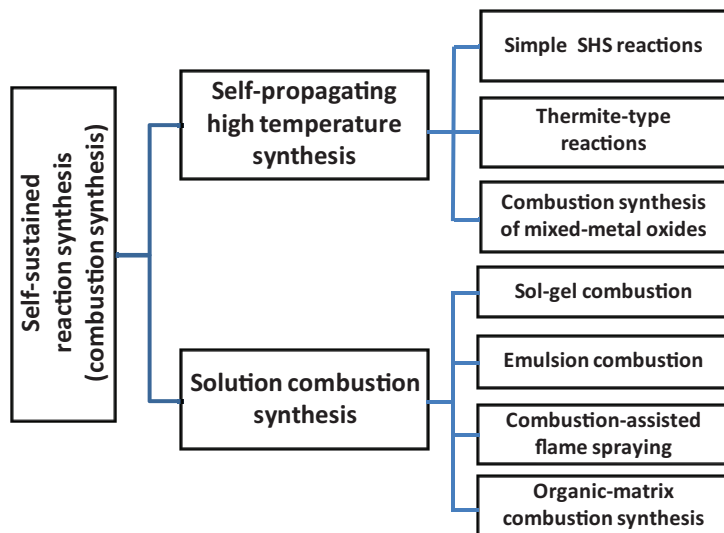 Self-sustained
reaction synthesis
(combustion synthesis)
Self-propagating
high temperature
synthesis
Simple SHS reactions
Thermite-type
reactions
Combustion synthesis
of mixed-metal oxides
Solution combustion
synthesis
Sol-gel combustion
Emulsion combustion
Combustion-assisted
flame spraying
Organic-matrix
combustion synthesis